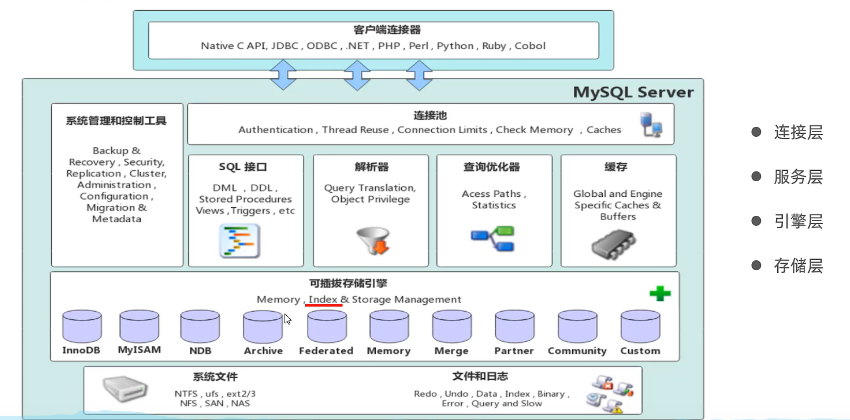 客户端连接器
Native C API, JDBC , ODBC , .NET , PHP , Perl , Python , Ruby , Cobol
MySQL Server
系统管理和控制工具
Backup &
Recovery , Security,
Replication , Cluster,
Administration ,
Configuration ,
Migration &
Metadata
连接池
Authentication , Thread Reuse , Connection Limits , Check Memory , Caches
SQL 接口
DML , DDL ,
Stored Procedures
Views ,Triggers , etc
解析器
Query Translation,
Object Privilege
查询优化器
Acess Paths ,
Statistics
缓存
Global and Engine
Specific Caches &
Buffers
可插拔存储引擎
Memory , Index & Storage Management
InnoDB
MyISAM
NDB
Archive
Federated
Memory
Merge
Partner
Community
Custom
系统文件
NTFS , ufs , ext2/3
NFS , SAN , NAS
文件和日志
Redo , Undo , Data , Index , Binary ,
Error , Query and Slow
连接层
服务层
引擎层
存储层